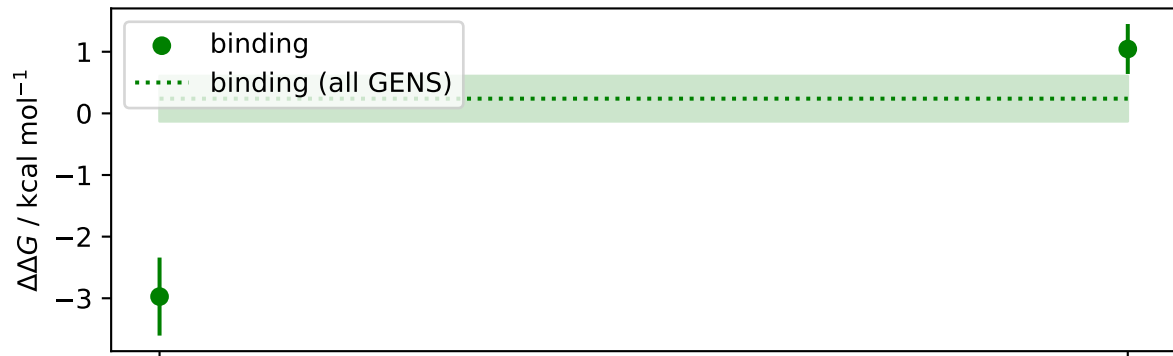 binding
binding (all GENS)
ΔΔG / kcal mol⁻¹
1
0
−1
−2
−3